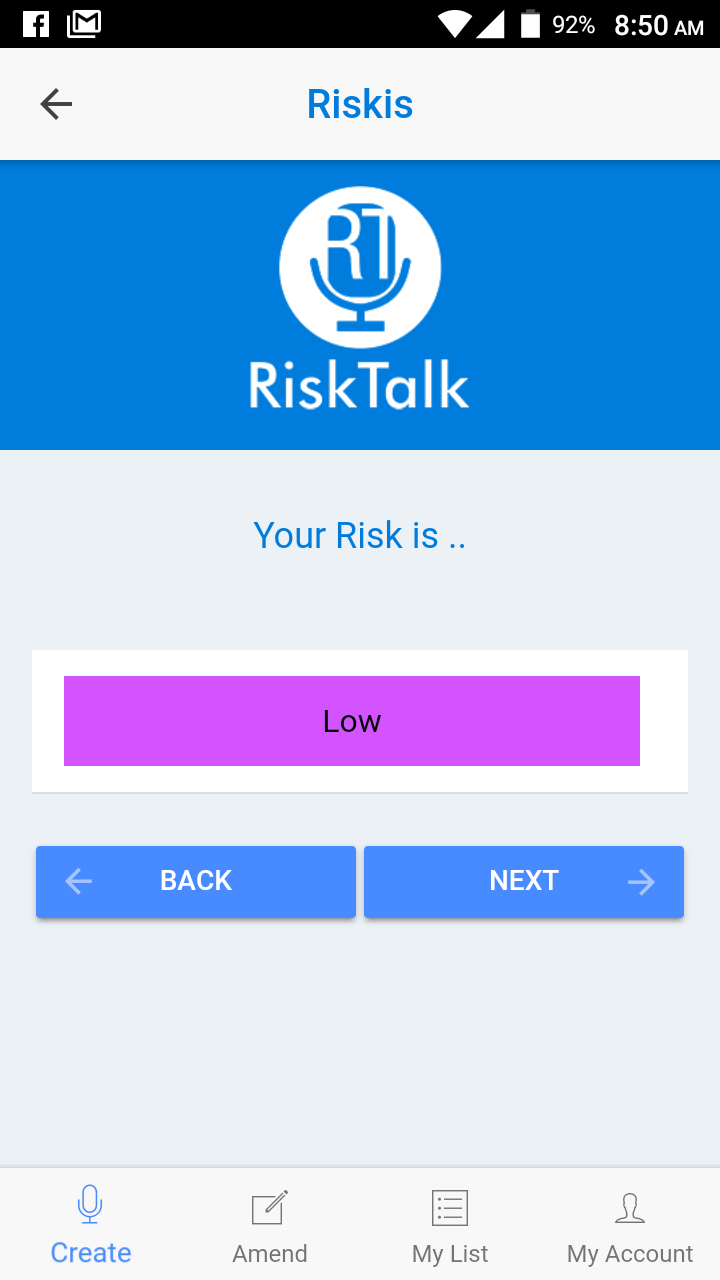 92% 8:50 AM
Riskis
RT
RiskTalk
Your Risk is ..
Low
BACK NEXT
Create Amend My List My Account